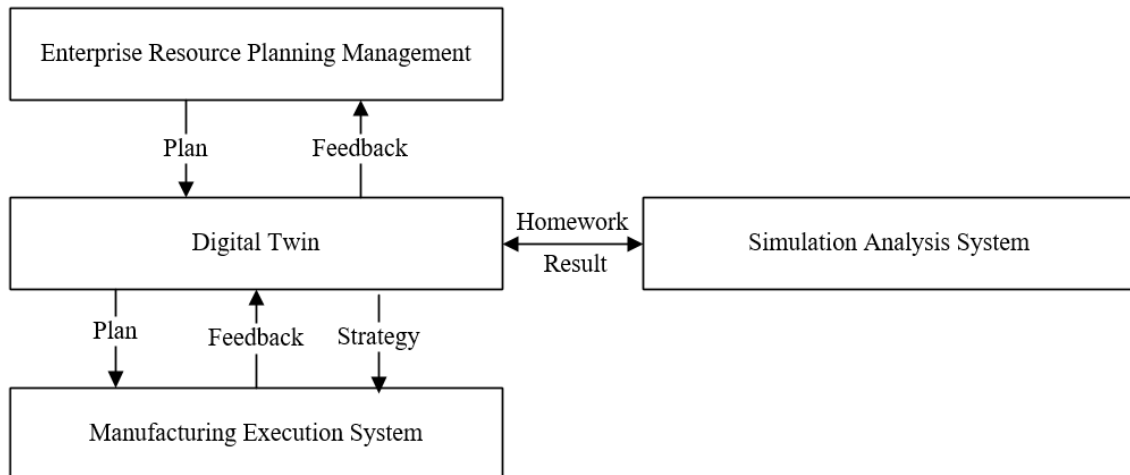 Enterprise Resource Planning Management
Plan
Feedback
Digital Twin
Homework
Result
Simulation Analysis System
Plan
Feedback
Strategy
Manufacturing Execution System